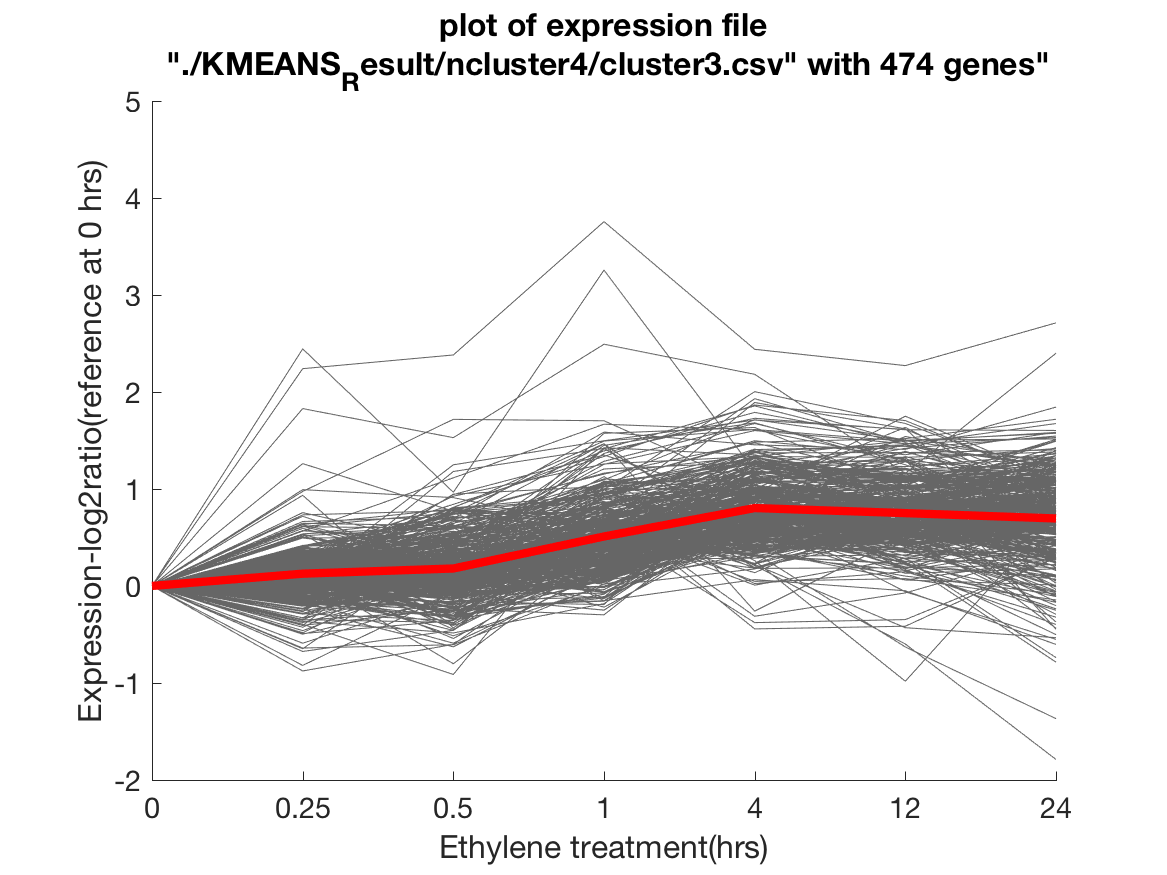 plot of expression file
"./KMEANS_Result/ncluster4/cluster3.csv" with 474 genes"
Expression-log2ratio(reference at 0 hrs)
5
4
3
2
1
0
-1
-2
0 0.25 0.5 1 4 12 24
Ethylene treatment(hrs)